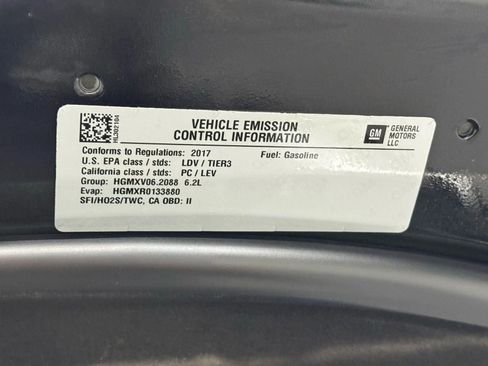 HL302104
VEHICLE EMISSION
CONTROL INFORMATION
GM
GENERAL
MOTORS
LLC
Conforms to Regulations: 2017 Fuel: Gasoline
U.S. EPA class / stds: LDV / TIER3
California class / stds: PC / LEV
Group: HGMXV06.2088 6.2L
Evap: HGMXR0133880
SFI/HO2S/TWC, CA OBD: II